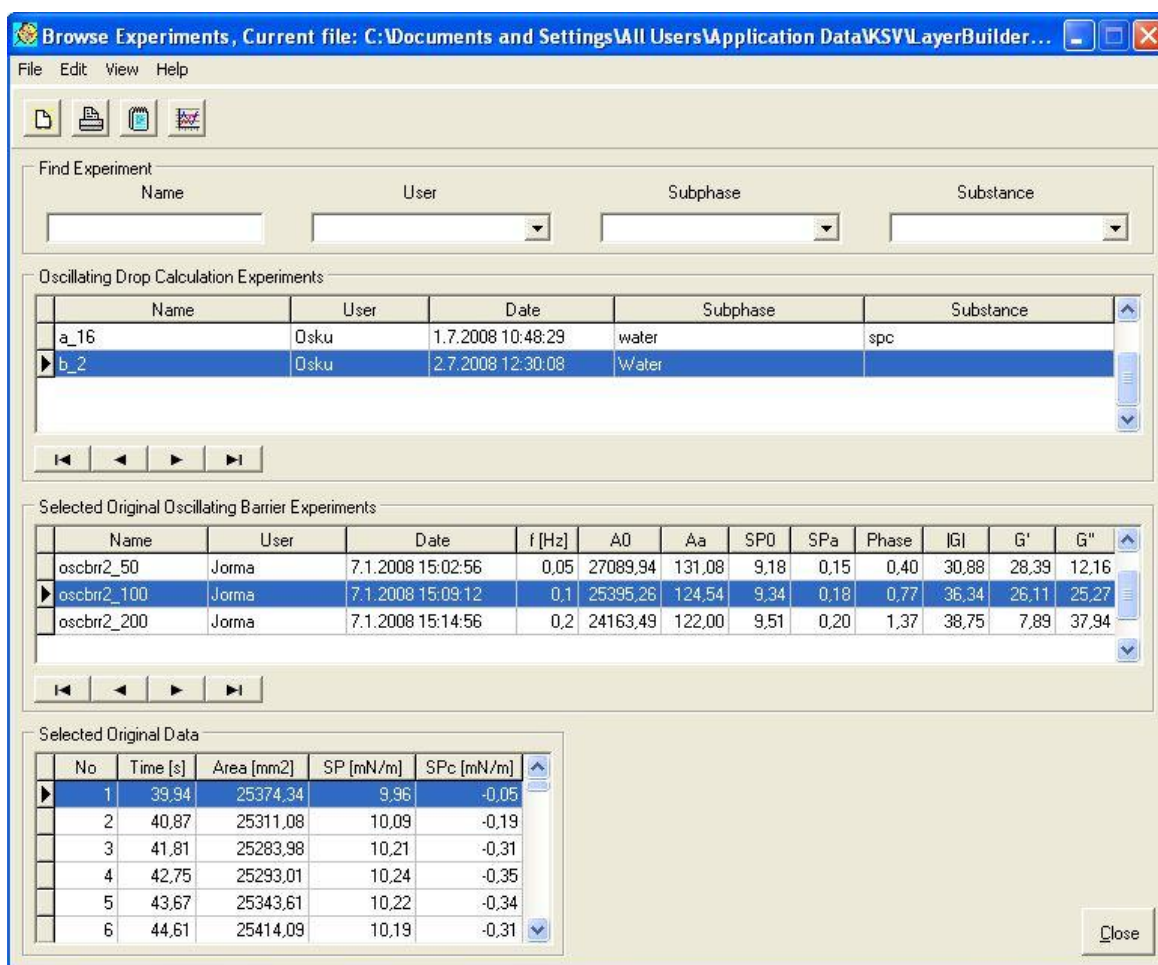 Browse Experiments, Current file: C:\Documents and Settings\All Users\Application Data\KSV\LayerBuilder...
File Edit View Help
Find Experiment
Name User Subphase Substance
Oscillating Drop Calculation Experiments
Name User Date Subphase Substance
a_16 Osku 1.7.2008 10:48:29 water spc
b_2 Osku 2.7.2008 12:30:08 Water
Selected Original Oscillating Barrier Experiments
Name User Date f [Hz] A0 Aa SP0 SPa Phase |G| G' G"
oscbrr2_50 Jorma 7.1.2008 15:02:56 0,05 27089,94 131,08 9,18 0,15 0,40 30,88 28,39 12,16
oscbrr2_100 Jorma 7.1.2008 15:09:12 0,1 25395,26 124,54 9,34 0,18 0,77 36,34 26,11 25,27
oscbrr2_200 Jorma 7.1.2008 15:14:56 0,2 24163,49 122,00 9,51 0,20 1,37 38,75 7,89 37,94
Selected Original Data
No Time [s] Area [mm2] SP [mN/m] SPc [mN/m]
1 39,94 25374,34 9,96 -0,05
2 40,87 25311,08 10,09 -0,19
3 41,81 25283,98 10,21 -0,31
4 42,75 25293,01 10,24 -0,35
5 43,67 25343,61 10,22 -0,34
6 44,61 25414,09 10,19 -0,31
Close